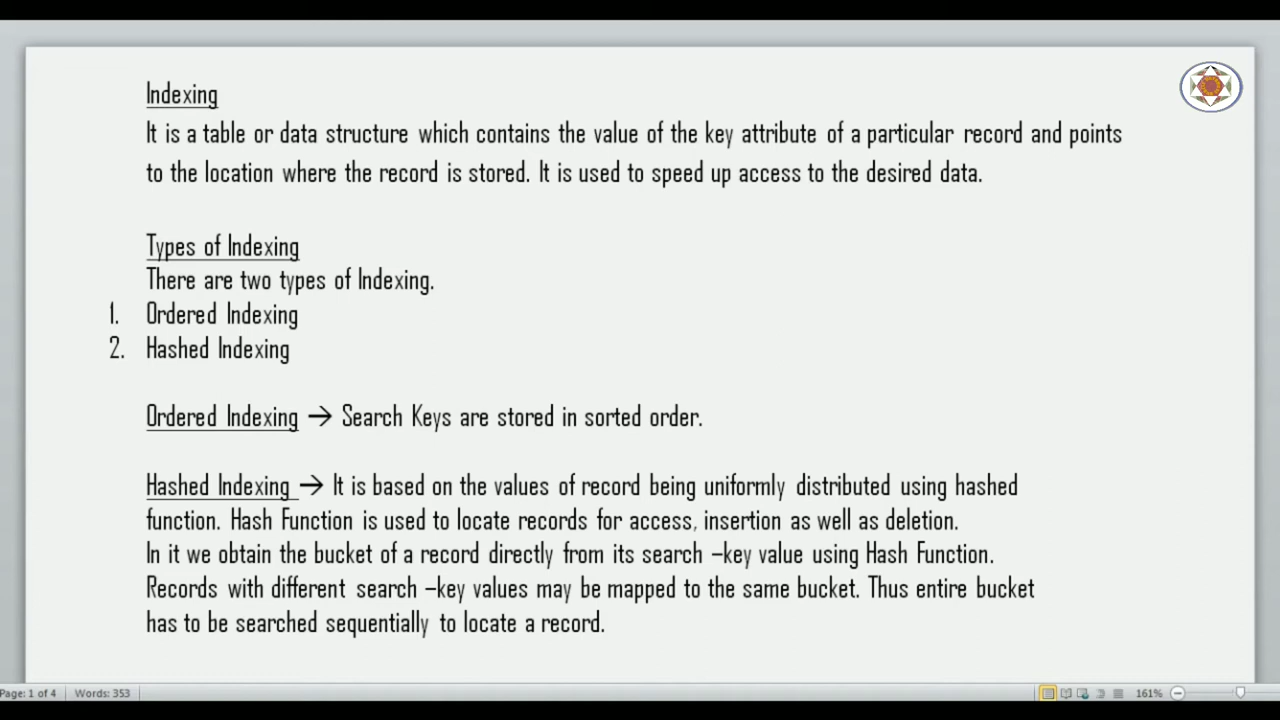 Indexing
It is a table or data structure which contains the value of the key attribute of a particular record and points
to the location where the record is stored. It is used to speed up access to the desired data.
Types of Indexing
There are two types of Indexing.
1. Ordered Indexing
2. Hashed Indexing
Ordered Indexing → Search Keys are stored in sorted order.
Hashed Indexing → It is based on the values of record being uniformly distributed using hashed
function. Hash Function is used to locate records for access, insertion as well as deletion.
In it we obtain the bucket of a record directly from its search –key value using Hash Function.
Records with different search –key values may be mapped to the same bucket. Thus entire bucket
has to be searched sequentially to locate a record.
Page: 1 of 4 Words: 353 161%